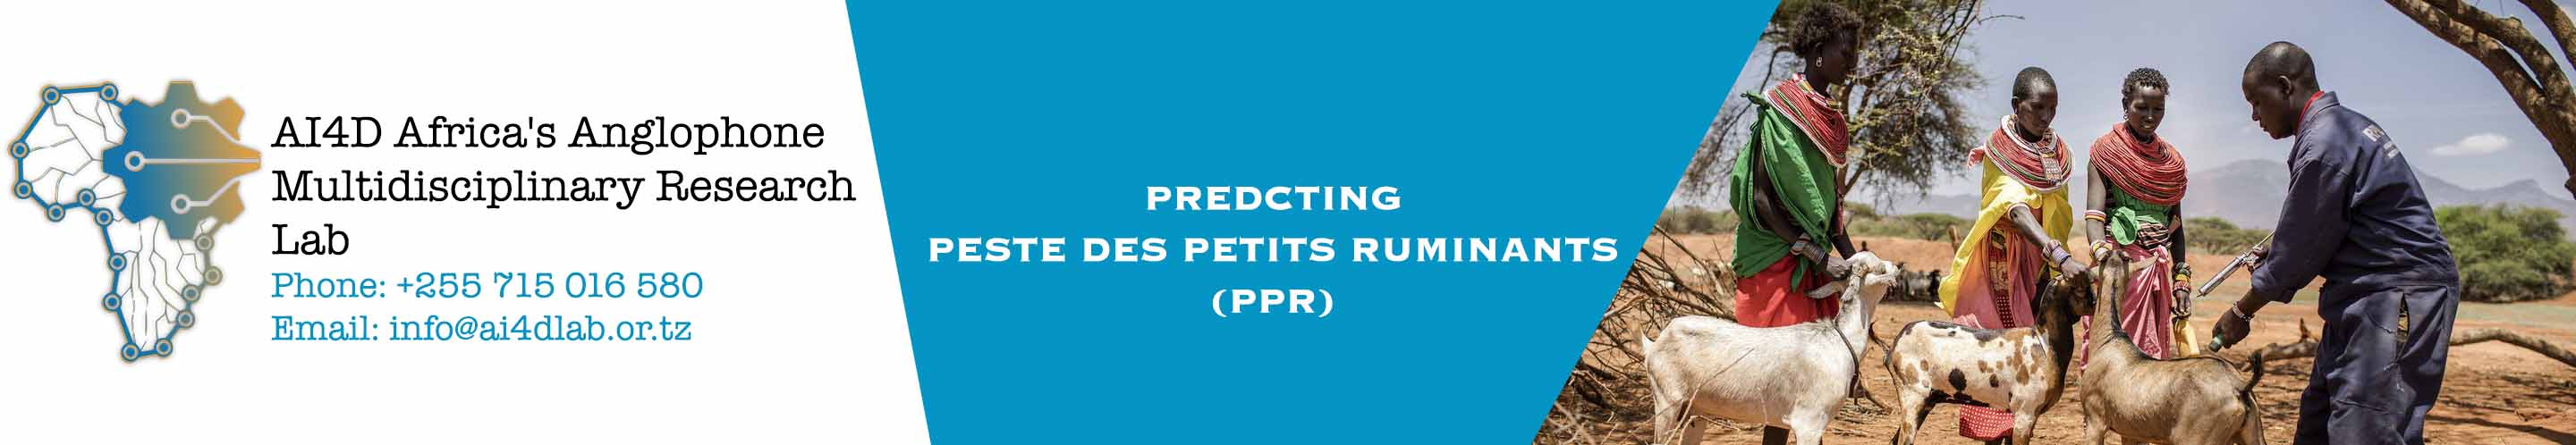 AI4D Africa's Anglophone
Multidisciplinary Research
Lab
Phone: +255 715 016 580
Email: info@ai4dlab.or.tz
PREDCTING
PESTE DES PETITS RUMINANTS
(PPR)